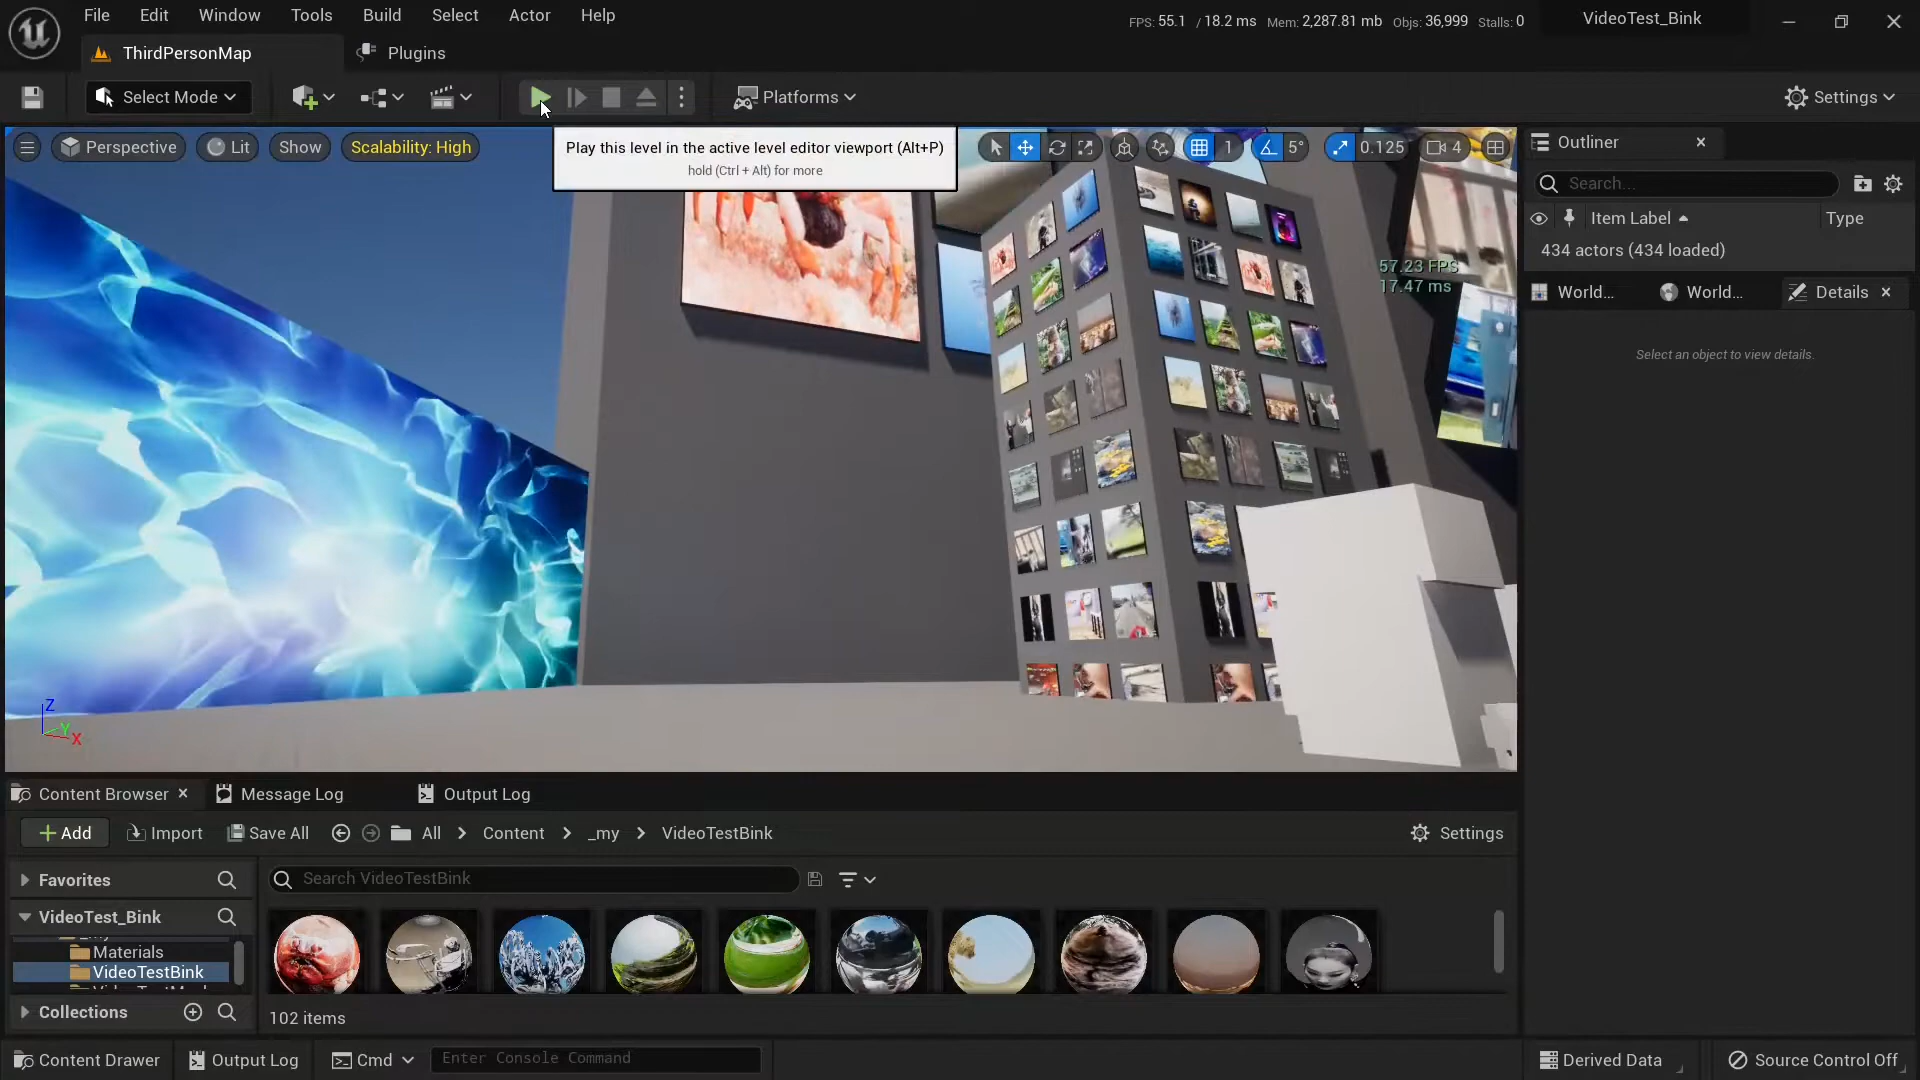 File Edit Window Tools Build Select Actor Help
FPS: 55.1 / 18.2 ms Mem: 2,287.81 mb Objs: 36,999 Stalls: 0
VideoTest_Bink
ThirdPersonMap
Plugins
Select Mode
Platforms
Settings
Perspective
Lit
Show
Scalability: High
Play this level in the active level editor viewport (Alt+P)
hold (Ctrl + Alt) for more
1
5°
0.125
4
57.23 FPS
17.47 ms
Outliner
Search...
Item Label
Type
434 actors (434 loaded)
World...
World...
Details
Select an object to view details.
Z
Y
X
Content Browser
Message Log
Output Log
Add
Import
Save All
All
Content
_my
VideoTestBink
Settings
Favorites
Search VideoTestBink
VideoTest_Bink
Materials
VideoTestBink
Collections
102 items
Content Drawer
Output Log
Cmd
Enter Console Command
Derived Data
Source Control Off